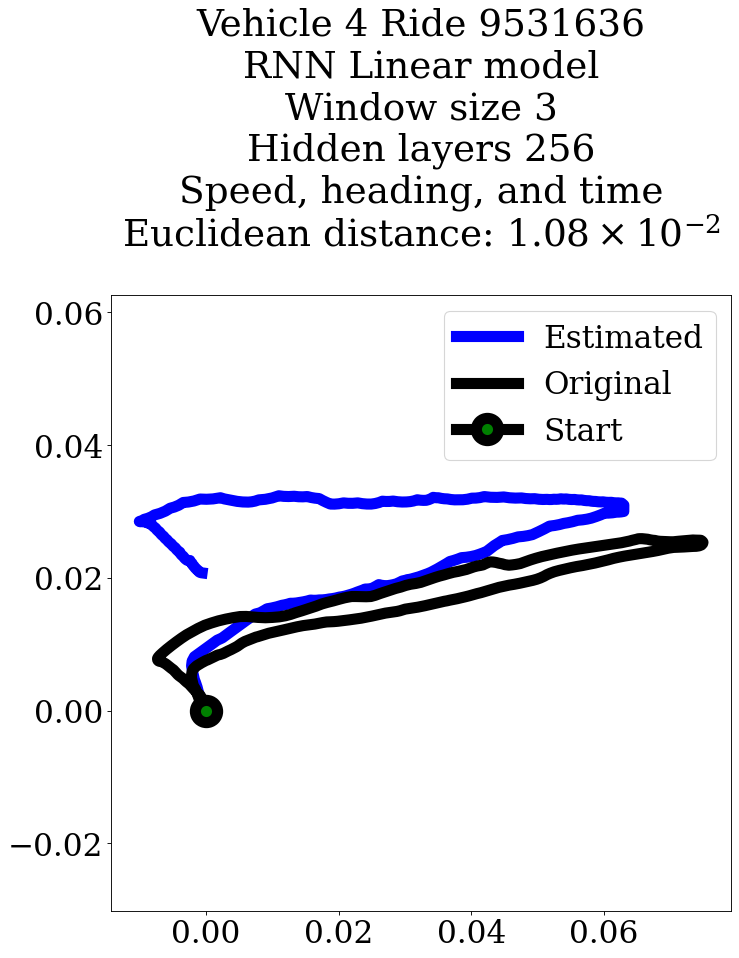 Vehicle 4 Ride 9531636
RNN Linear model
Window size 3
Hidden layers 256
Speed, heading, and time
Euclidean distance: 1.08 × 10⁻²
0.06
0.04
0.02
0.00
−0.02
Estimated
Original
Start
0.00 0.02 0.04 0.06